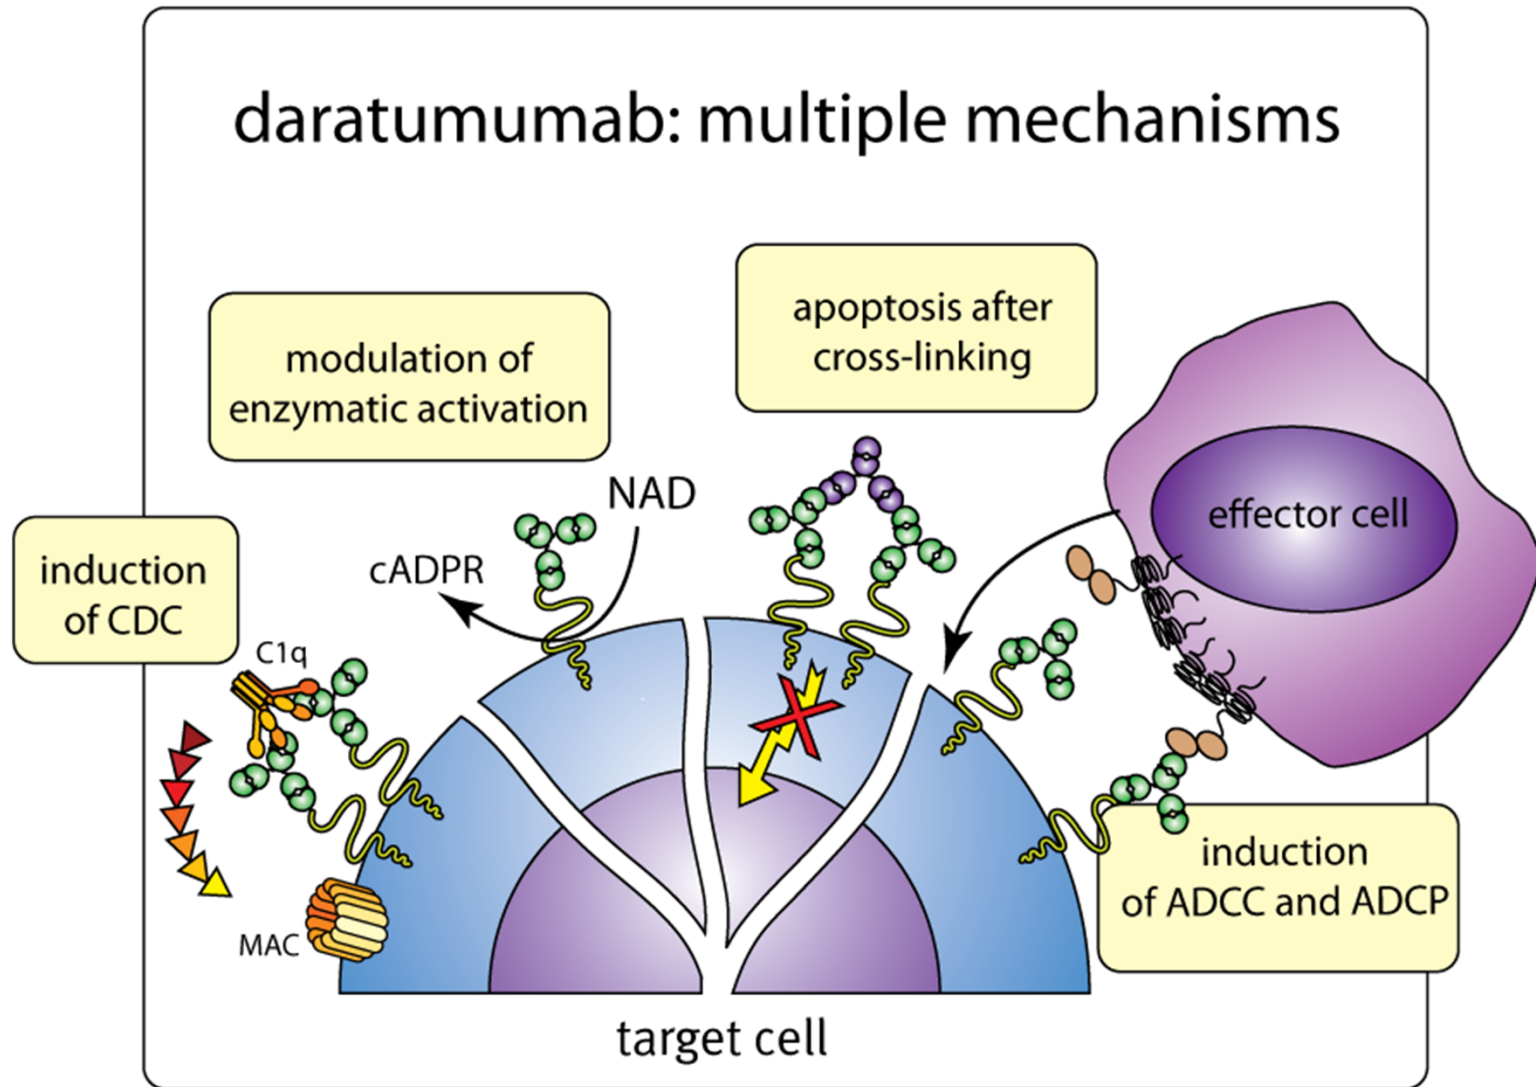 daratumumab: multiple mechanisms
modulation of
enzymatic activation
apoptosis after
cross-linking
NAD
cADPR
effector cell
induction
of CDC
C1q
MAC
induction
of ADCC and ADCP
target cell